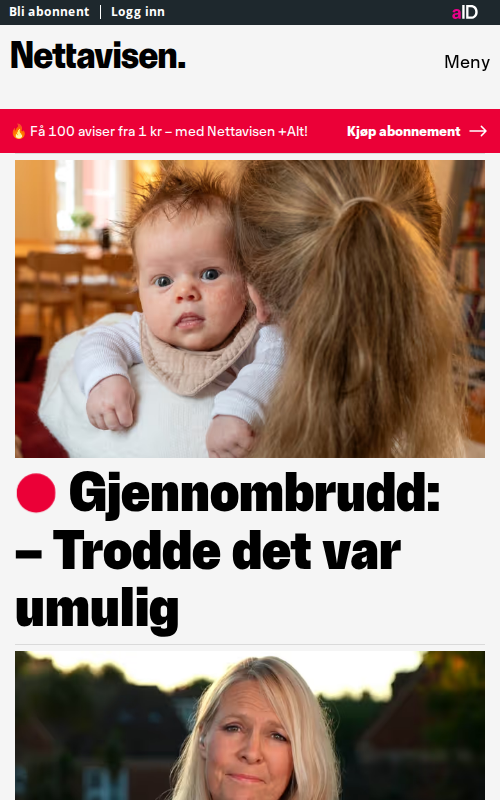 Bli abonnent | Logg inn
aID
Nettavisen.
Meny
🔥 Få 100 aviser fra 1 kr – med Nettavisen +Alt!
Kjøp abonnement →
Gjennombrudd:
– Trodde det var
umulig